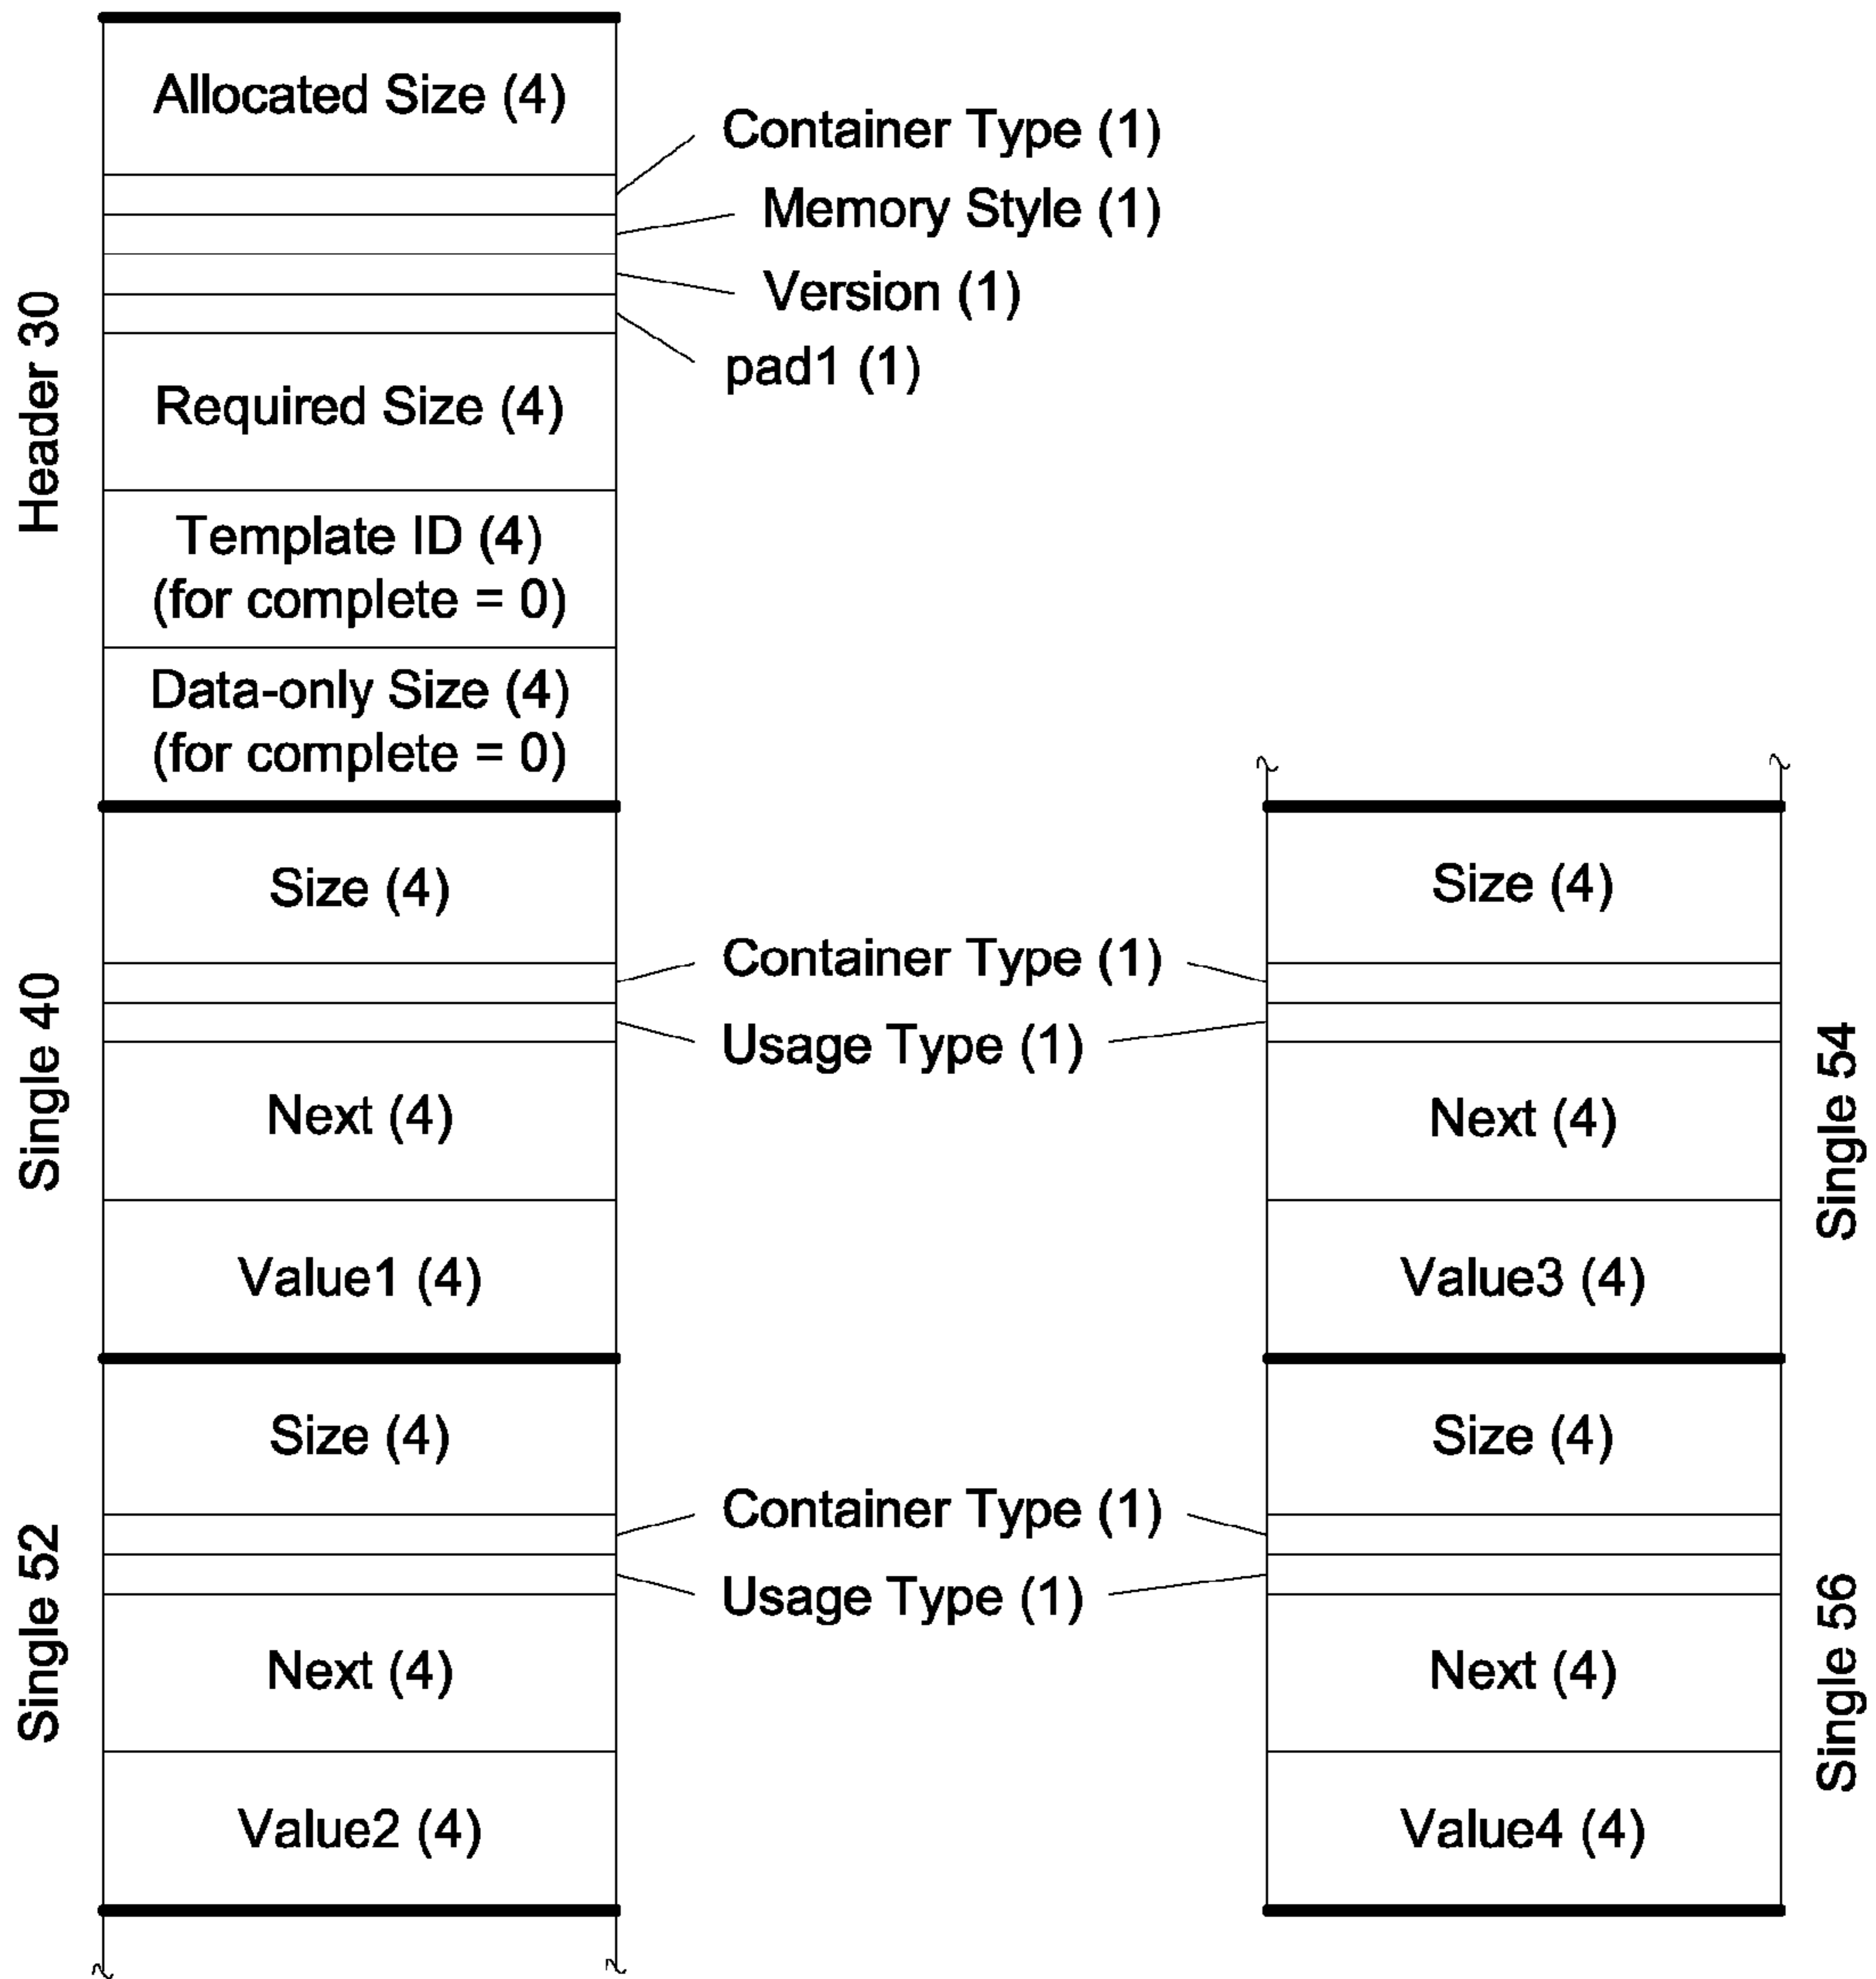 Header 30
Allocated Size (4)
Container Type (1)
Memory Style (1)
Version (1)
pad1 (1)
Required Size (4)
Template ID (4)
(for complete = 0)
Data-only Size (4)
(for complete = 0)
Single 40
Size (4)
Container Type (1)
Usage Type (1)
Next (4)
Value1 (4)
Single 52
Size (4)
Container Type (1)
Usage Type (1)
Next (4)
Value2 (4)
Single 54
Size (4)
Next (4)
Value3 (4)
Single 56
Size (4)
Next (4)
Value4 (4)